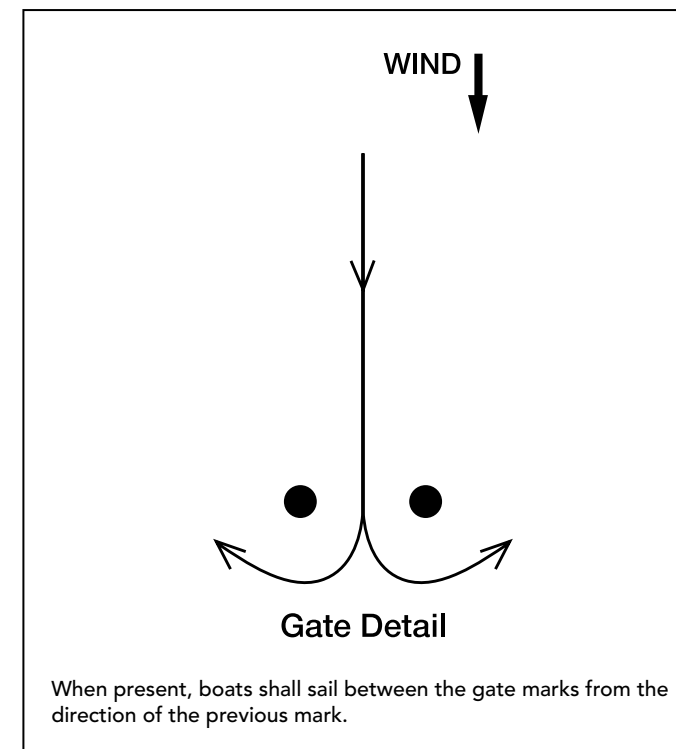 WIND
Gate Detail
When present, boats shall sail between the gate marks from the
direction of the previous mark.